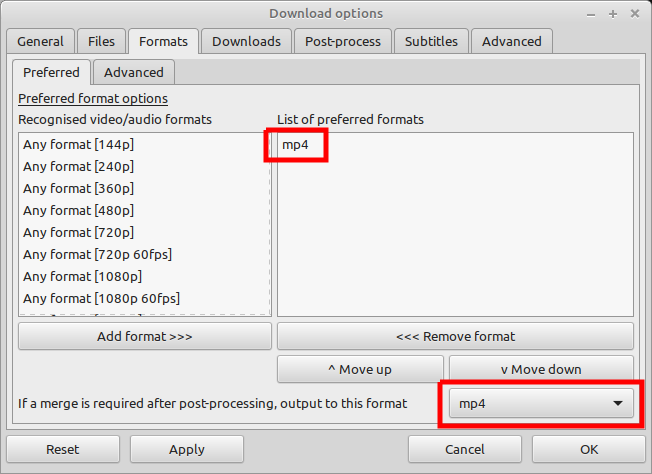 Download options
General Files Formats Downloads Post-process Subtitles Advanced
Preferred Advanced
Preferred format options
Recognised video/audio formats List of preferred formats
Any format [144p] mp4
Any format [240p]
Any format [360p]
Any format [480p]
Any format [720p]
Any format [720p 60fps]
Any format [1080p]
Any format [1080p 60fps]
Add format >>> <<< Remove format
^ Move up v Move down
If a merge is required after post-processing, output to this format mp4
Reset Apply Cancel OK